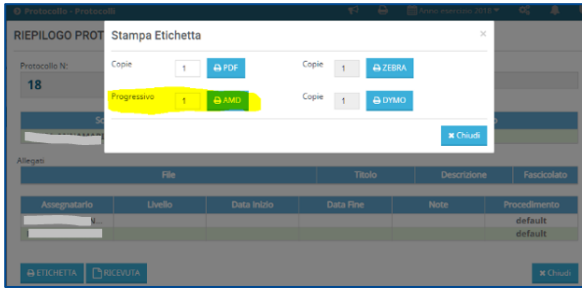 Protocollo - Protocolli
Anno esercizio 2018
RIEPILOGO PROT
Stampa Etichetta
×
Protocollo N:
18
Copie 1 PDF
Copie 1 ZEBRA
Progressivo 1 AMD
Copie 1 DYMO
× Chiudi
Allegati
File Titolo Descrizione Fascicolato
Assegnatario Livello Data Inizio Data Fine Note Procedimento
default
default
ETICHETTA RICEVUTA × Chiudi